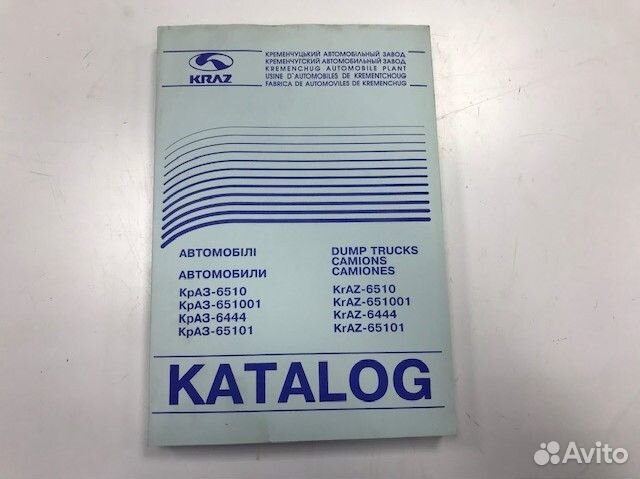 KRAZ
КРЕМЕНЧУЦЬКИЙ АВТОМОБІЛЬНЫЙ ЗАВОД
КРЕМЕНЧУГСКИЙ АВТОМОБИЛЬНЫЙ ЗАВОД
KREMENCHUG AUTOMOBILE PLANT
USINE D`AUTOMOBILES DE KREMENTCHOUG
FABRICA DE AUTOMOVILES DE KREMENCHUG
АВТОМОБІЛІ
АВТОМОБИЛИ
КрАЗ-6510
КрАЗ-651001
КрАЗ-6444
КрАЗ-65101
DUMP TRUCKS
CAMIONS
CAMIONES
KrAZ-6510
KrAZ-651001
KrAZ-6444
KrAZ-65101
KATALOG
Avito